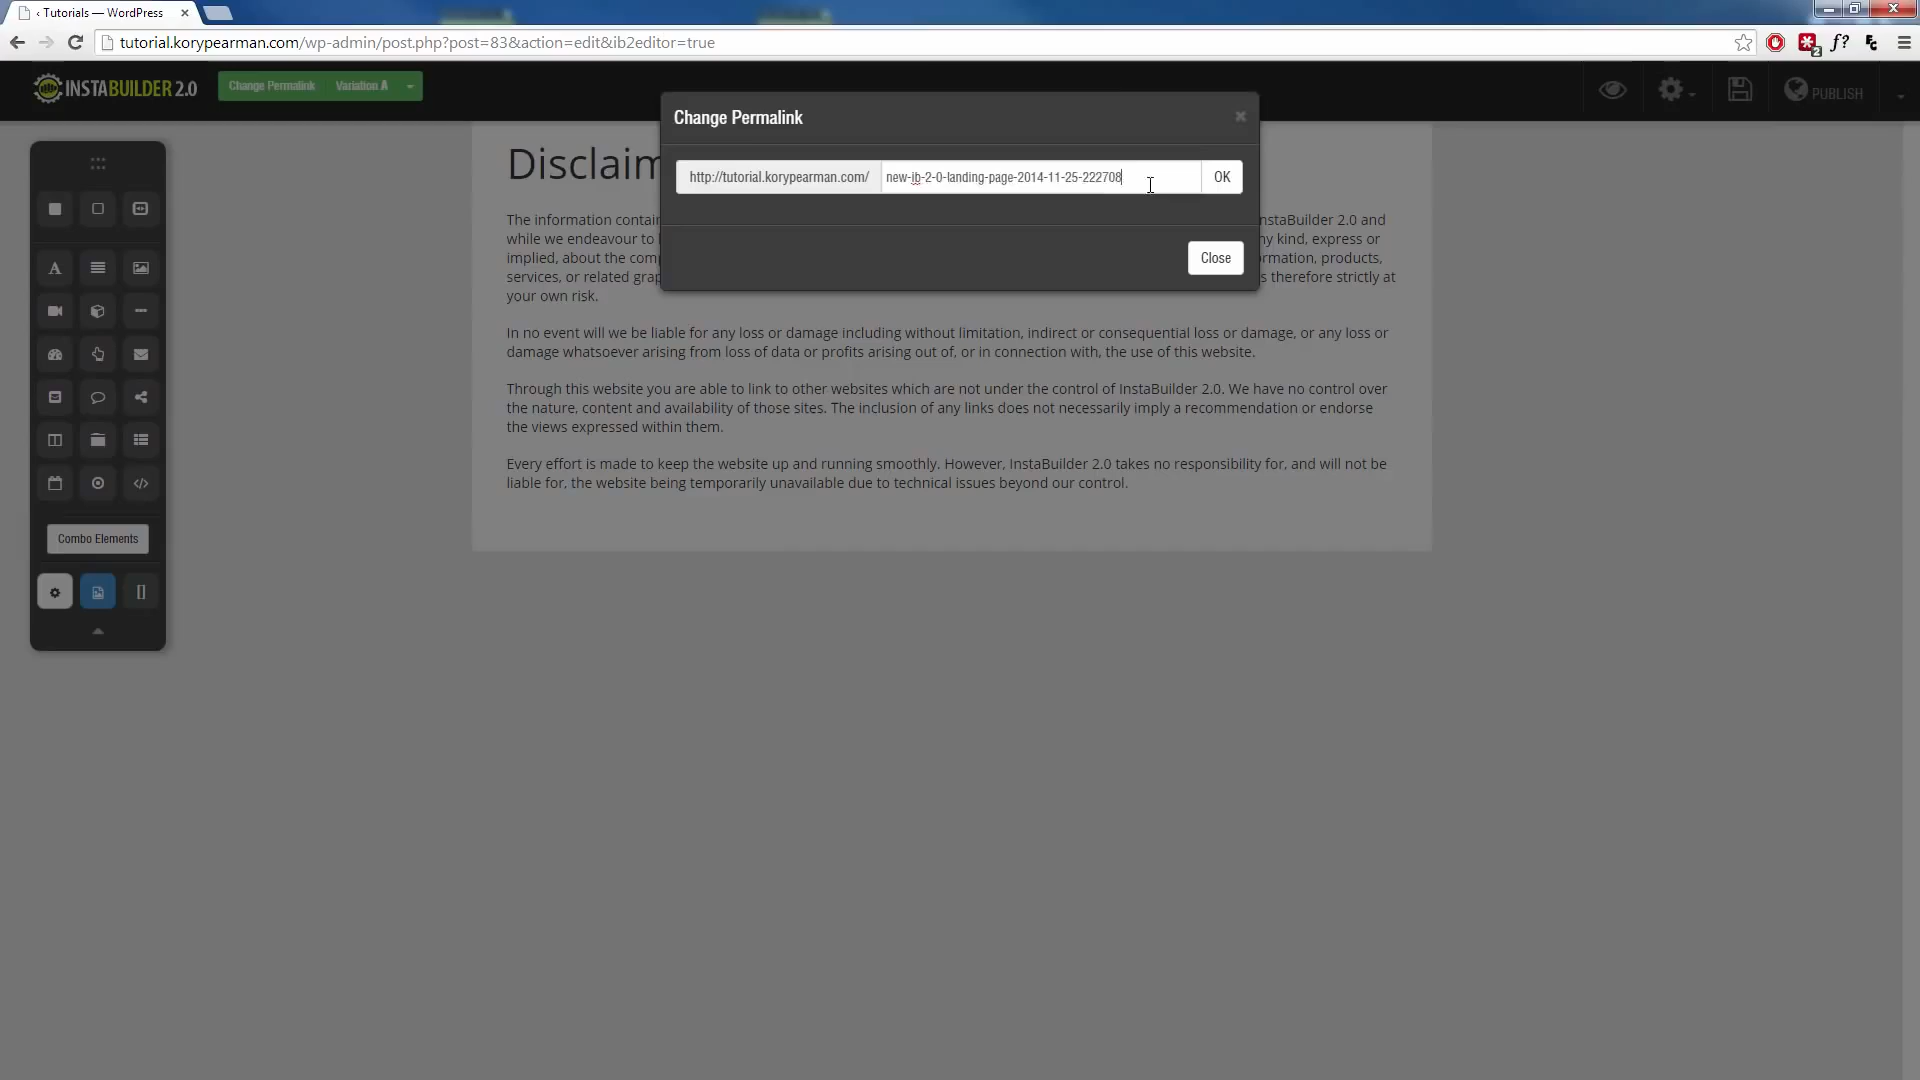 ‹ Tutorials — WordPress
tutorial.korypearman.com/wp-admin/post.php?post=83&action=edit&ib2editor=true
f?
2
INSTABUILDER 2.0
Change Permalink Variation A
PUBLISH
Change Permalink
http://tutorial.korypearman.com/ new-ib-2-0-landing-page-2014-11-25-222708 OK
Close
Disclaim
The information contai nstaBuilder 2.0 and
while we endeavour to ny kind, express or
implied, about the com ormation, products,
services, or related grap s therefore strictly at
your own risk.
In no event will we be liable for any loss or damage including without limitation, indirect or consequential loss or damage, or any loss or
damage whatsoever arising from loss of data or profits arising out of, or in connection with, the use of this website.
Through this website you are able to link to other websites which are not under the control of InstaBuilder 2.0. We have no control over
the nature, content and availability of those sites. The inclusion of any links does not necessarily imply a recommendation or endorse
the views expressed within them.
Every effort is made to keep the website up and running smoothly. However, InstaBuilder 2.0 takes no responsibility for, and will not be
liable for, the website being temporarily unavailable due to technical issues beyond our control.
A
Combo Elements